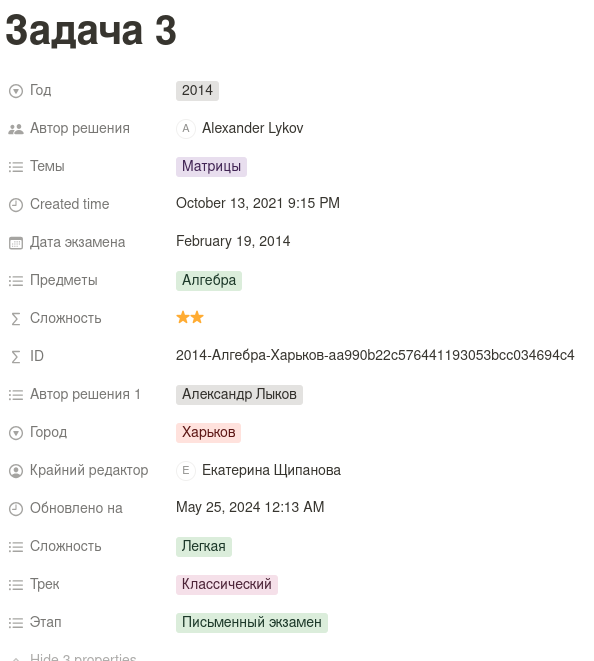 Задача 3
Год 2014
Автор решения A Alexander Lykov
Темы Матрицы
Created time October 13, 2021 9:15 PM
Дата экзамена February 19, 2014
Предметы Алгебра
Сложность ⭐⭐
ID 2014-Алгебра-Харьков-aa990b22c576441193053bcc034694c4
Автор решения 1 Александр Лыков
Город Харьков
Крайний редактор E Екатерина Щипанова
Обновлено на May 25, 2024 12:13 AM
Сложность Легкая
Трек Классический
Этап Письменный экзамен
Hide 3 properties